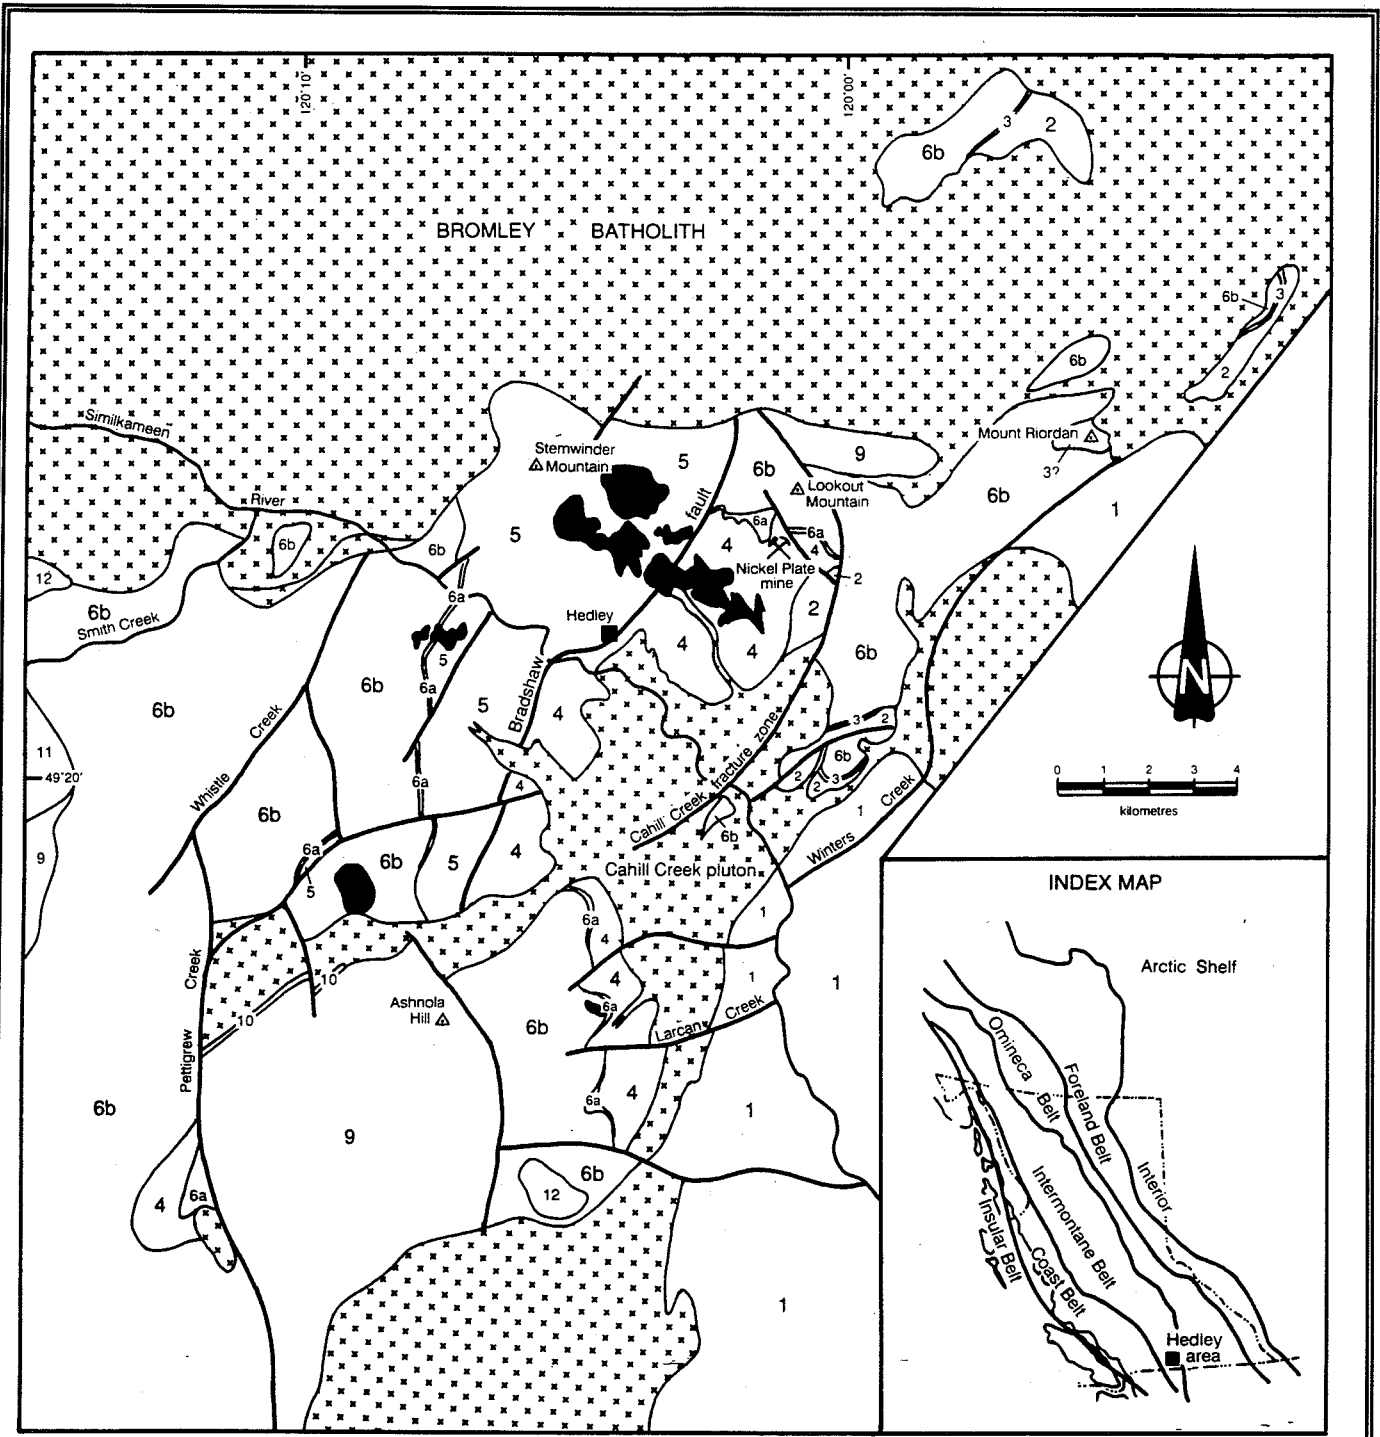 120°10'
120°00'
3
2
6b
BROMLEY BATHOLITH
6b
3
2
6b
Similkameen
Mount Riordan
3?
Stemwinder
Mountain
5
6b
9
Lookout
Mountain
River
6b
1
fault
6a
6a
5
4
4
6b
6b
Nickel Plate
mine
2
12
6b
Smith Creek
6a
2
Hedley
5
4
4
6b
6b
6a
N
6b
5
Bradshaw
4
Creek
3
2
11
49°20'
Whistle
6a
4
Cahill Creek fracture zone
6b
2
2
3
0 1 2 3 4
kilometres
6b
1
Creek
Winters
6b
9
6a
6b
5
4
5
Cahill Creek pluton
INDEX MAP
1
6a
4
Arctic Shelf
Creek
10
4
1
1
10
Ashnola
Hill
6a
Creek
Larcan
6b
Omineca
Belt
Foreland Belt
Pettigrew
6b
6a
4
1
9
Interior
6b
12
4
6a
Intermontane Belt
Insular Belt
Coast Belt
1
Hedley
area